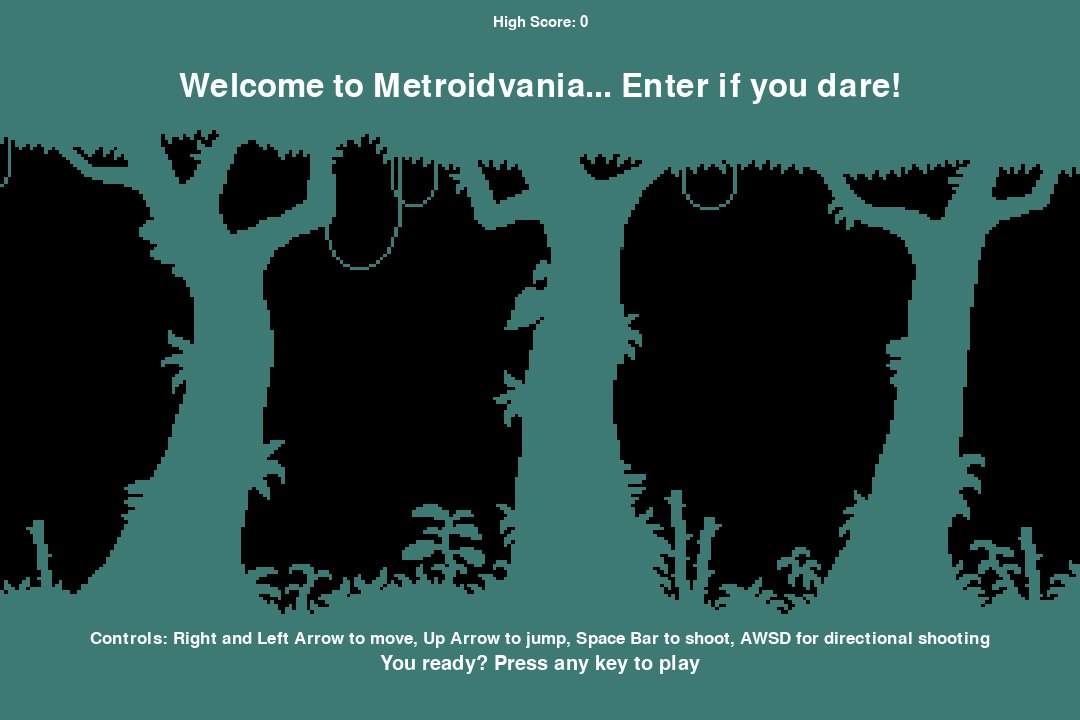 High Score: 0
Welcome to Metroidvania... Enter if you dare!
Controls: Right and Left Arrow to move, Up Arrow to jump, Space Bar to shoot, AWSD for directional shooting
You ready? Press any key to play